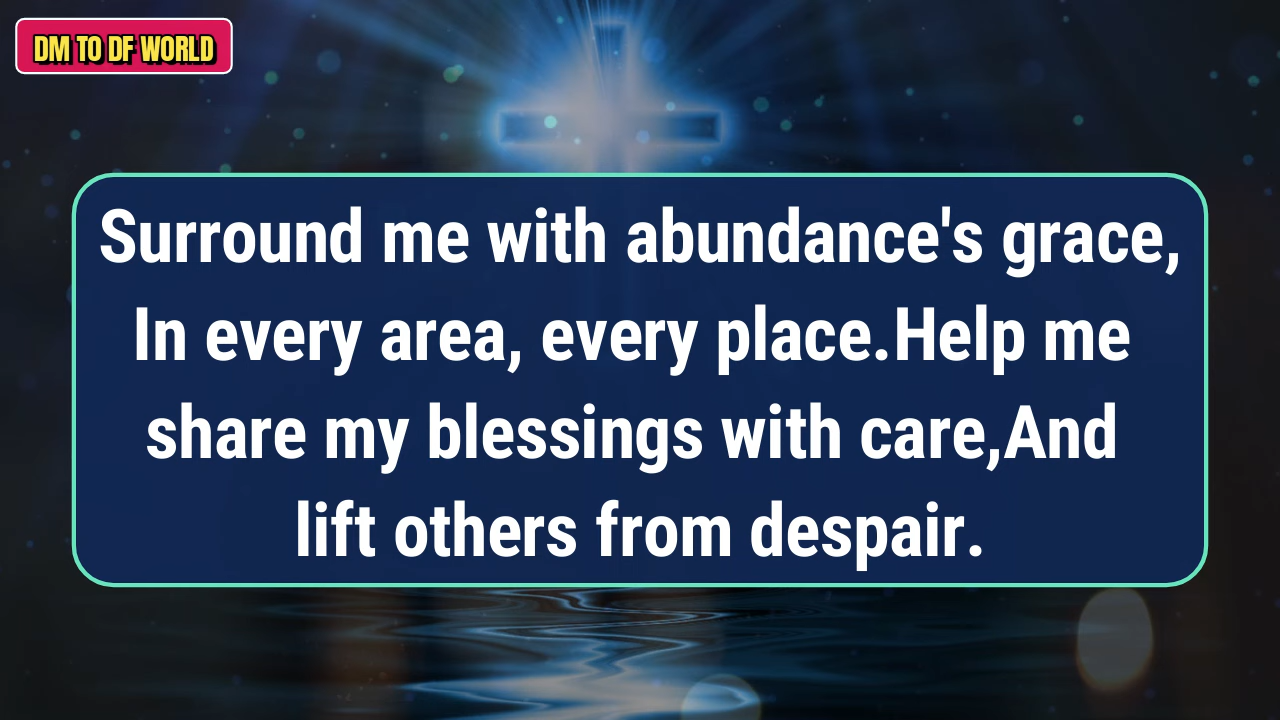 DM TO DF WORLD
Surround me with abundance's grace,
In every area, every place.Help me
share my blessings with care,And
lift others from despair.